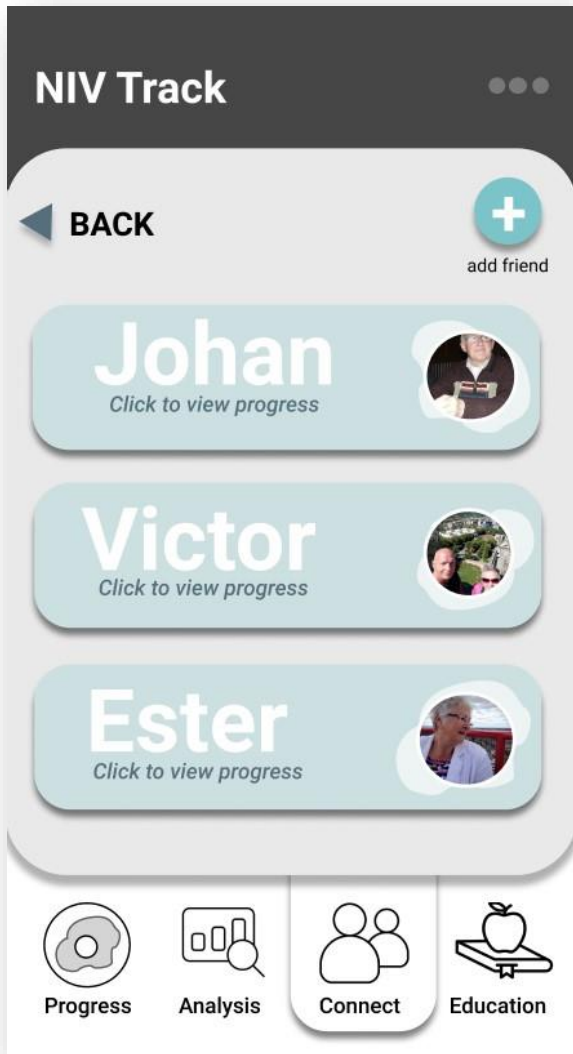 NIV Track
BACK
add friend
Johan
Click to view progress
Victor
Click to view progress
Ester
Click to view progress
Progress Analysis Connect Education